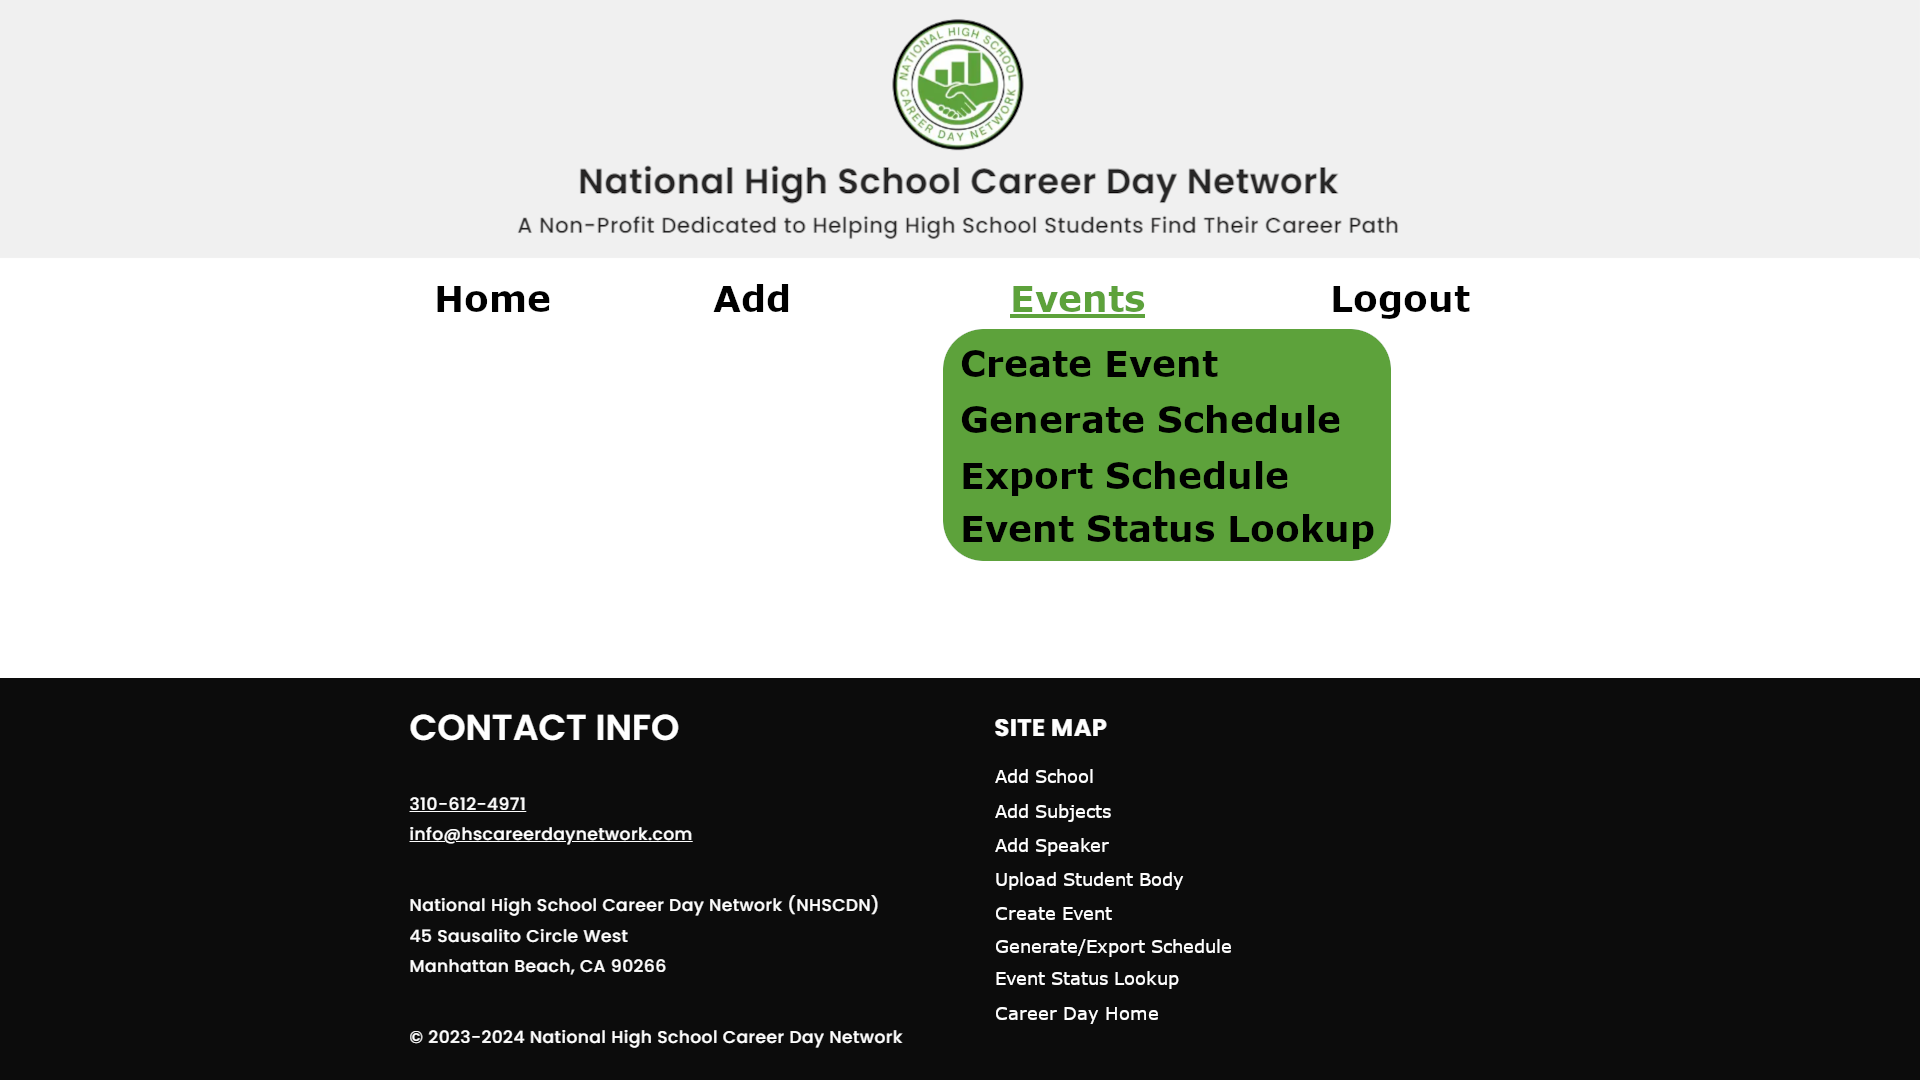 NATIONAL HIGH SCHOOL
CAREER DAY NETWORK
National High School Career Day Network
A Non-Profit Dedicated to Helping High School Students Find Their Career Path
Home Add Events Logout
Create Event
Generate Schedule
Export Schedule
Event Status Lookup
CONTACT INFO
310-612-4971
info@hscareerdaynetwork.com
National High School Career Day Network (NHSCDN)
45 Sausalito Circle West
Manhattan Beach, CA 90266
© 2023-2024 National High School Career Day Network
SITE MAP
Add School
Add Subjects
Add Speaker
Upload Student Body
Create Event
Generate/Export Schedule
Event Status Lookup
Career Day Home